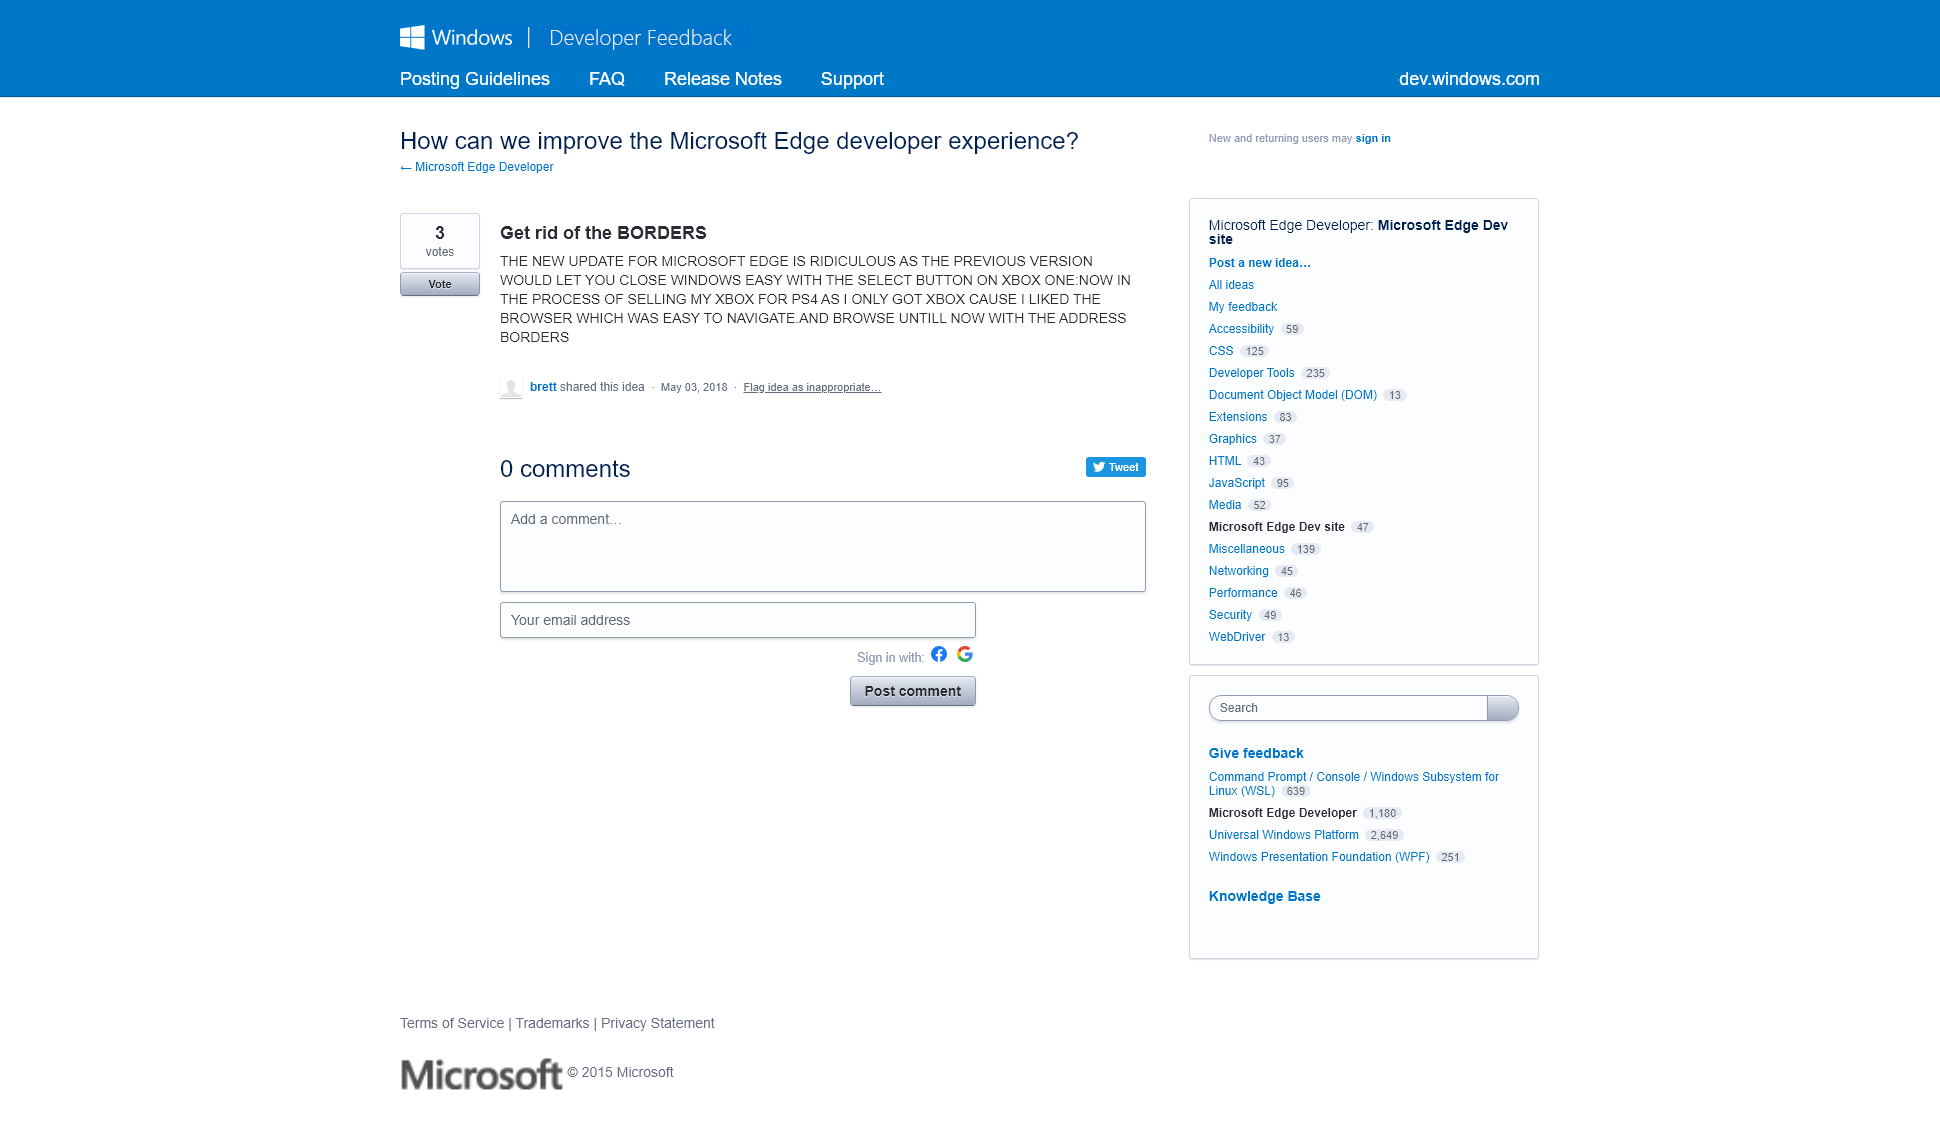 Windows | Developer Feedback
Posting Guidelines FAQ Release Notes Support dev.windows.com
How can we improve the Microsoft Edge developer experience?
← Microsoft Edge Developer
New and returning users may sign in
3
votes
Vote
Get rid of the BORDERS
THE NEW UPDATE FOR MICROSOFT EDGE IS RIDICULOUS AS THE PREVIOUS VERSION
WOULD LET YOU CLOSE WINDOWS EASY WITH THE SELECT BUTTON ON XBOX ONE:NOW IN
THE PROCESS OF SELLING MY XBOX FOR PS4 AS I ONLY GOT XBOX CAUSE I LIKED THE
BROWSER WHICH WAS EASY TO NAVIGATE.AND BROWSE UNTILL NOW WITH THE ADDRESS
BORDERS
brett shared this idea · May 03, 2018 · Flag idea as inappropriate…
0 comments
Tweet
Add a comment…
Your email address
Sign in with:
Post comment
Microsoft Edge Developer: Microsoft Edge Dev
site
Post a new idea…
All ideas
My feedback
Accessibility 59
CSS 125
Developer Tools 235
Document Object Model (DOM) 13
Extensions 83
Graphics 37
HTML 43
JavaScript 95
Media 52
Microsoft Edge Dev site 47
Miscellaneous 139
Networking 45
Performance 46
Security 49
WebDriver 13
Search
Give feedback
Command Prompt / Console / Windows Subsystem for
Linux (WSL) 639
Microsoft Edge Developer 1,180
Universal Windows Platform 2,649
Windows Presentation Foundation (WPF) 251
Knowledge Base
Terms of Service | Trademarks | Privacy Statement
Microsoft © 2015 Microsoft